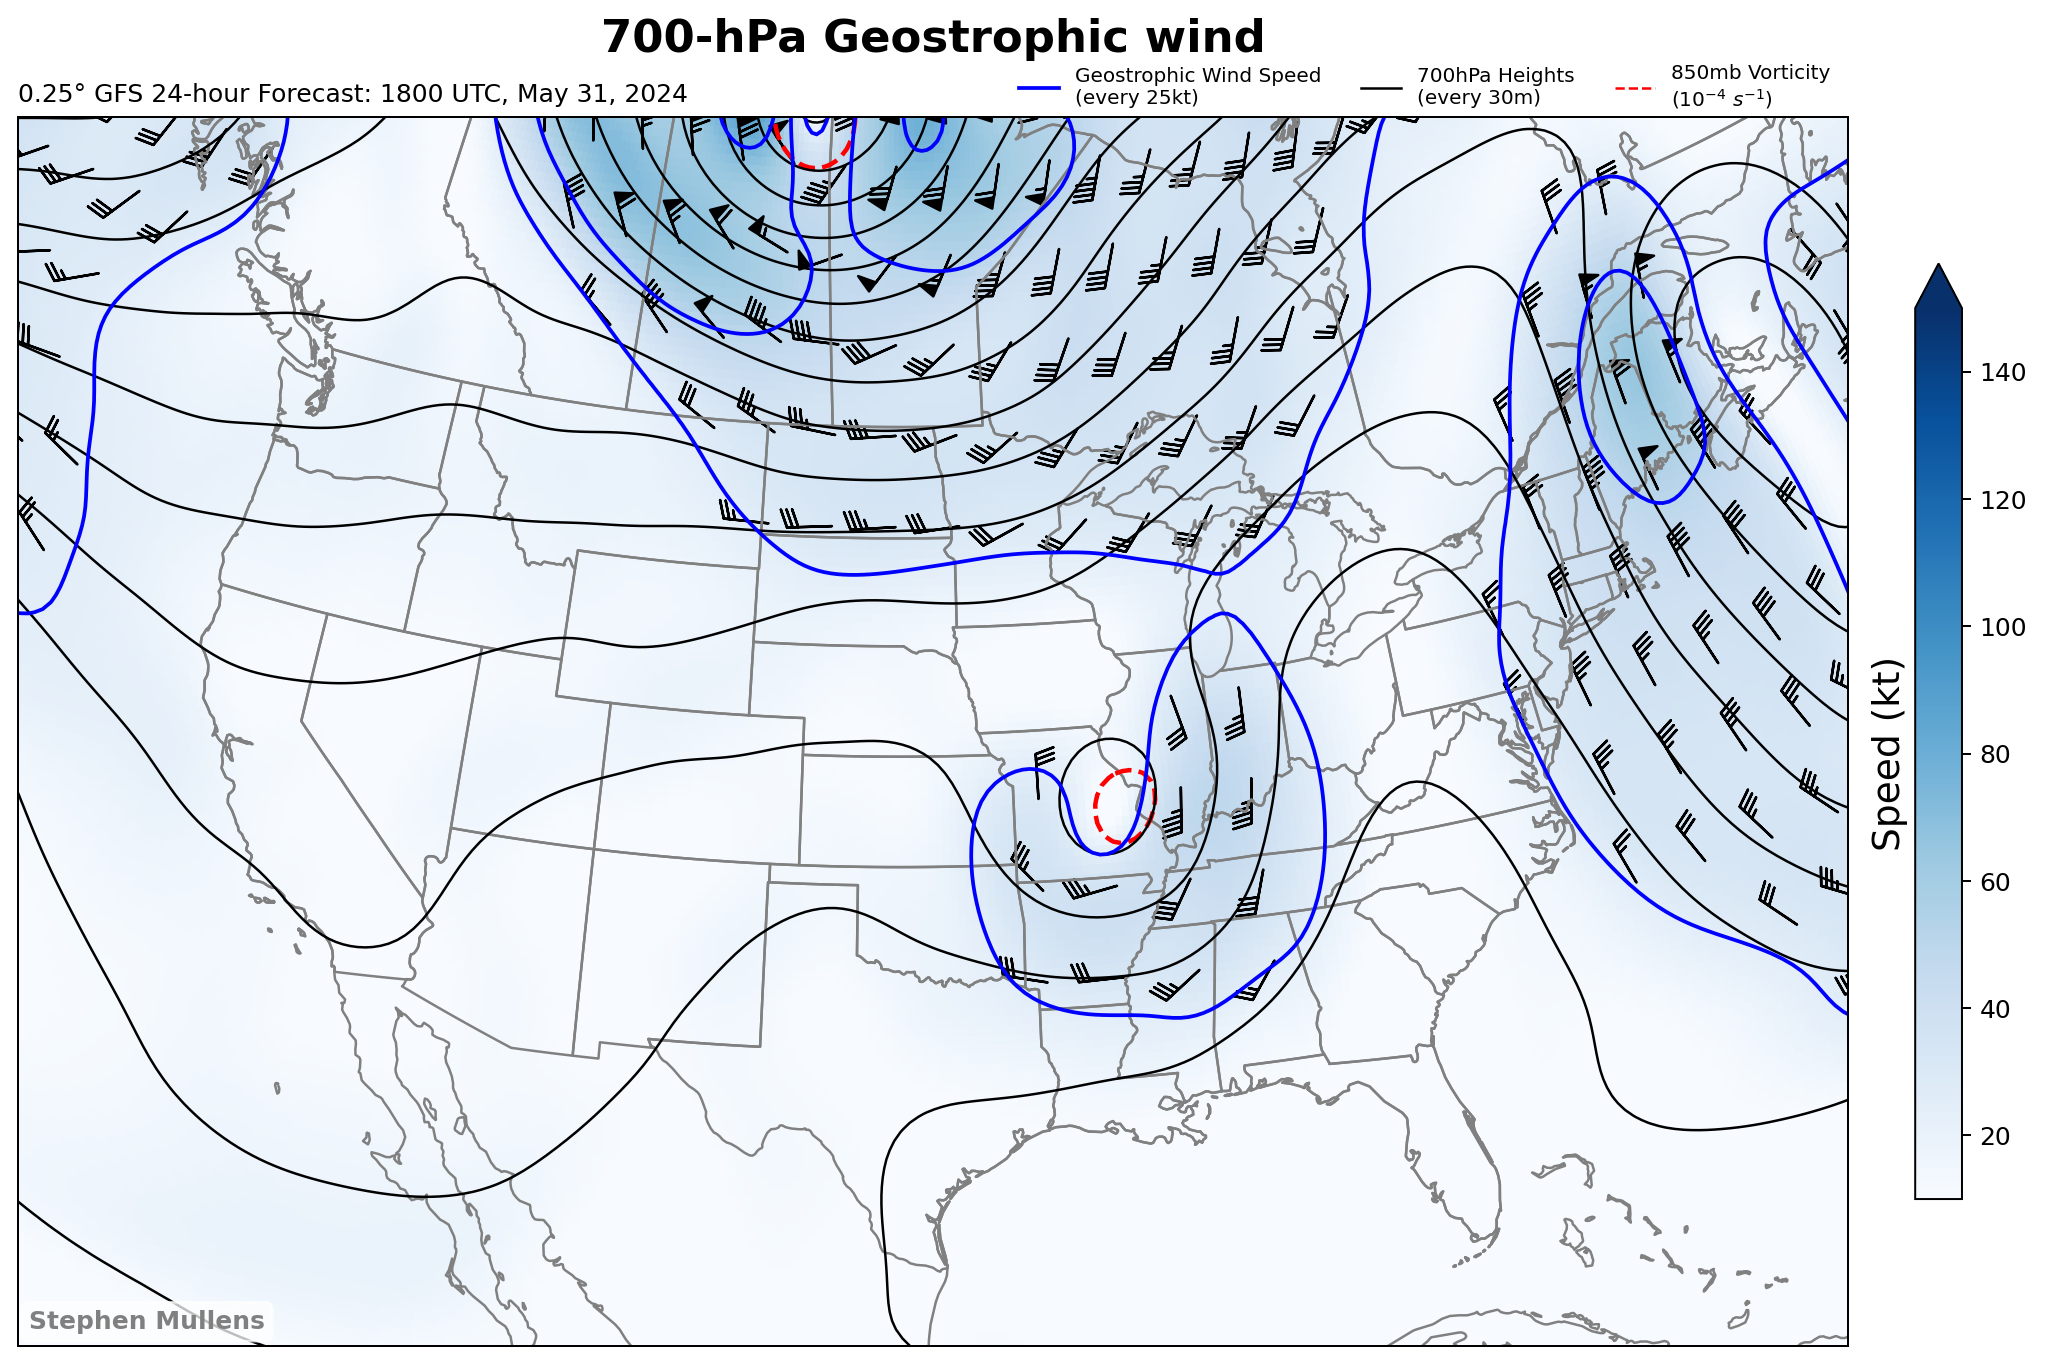 700-hPa Geostrophic wind
0.25° GFS 24-hour Forecast: 1800 UTC, May 31, 2024
Geostrophic Wind Speed
(every 25kt)
700hPa Heights
(every 30m)
850mb Vorticity
(10⁻⁴ s⁻¹)
140
120
100
80
60
40
20
Speed (kt)
Stephen Mullens